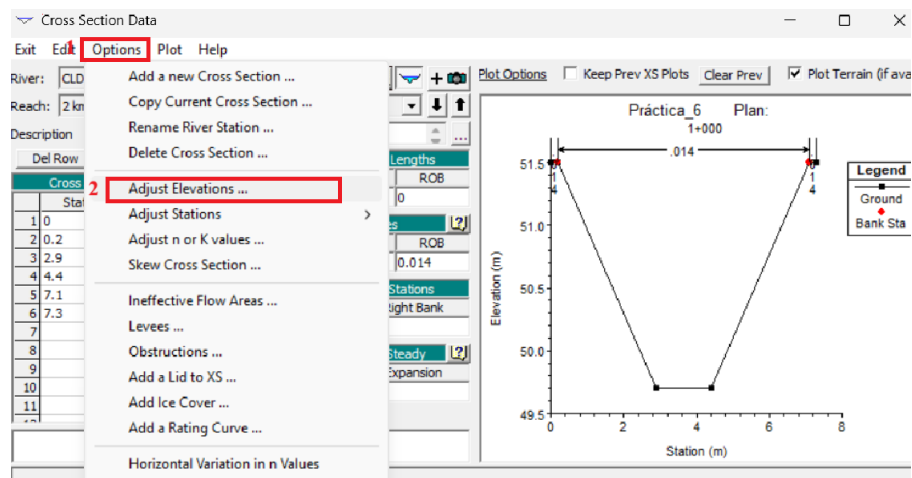 Cross Section Data
Exit Edit 1 Options Plot Help
River: CLD
Reach: 2 km
Description
Del Row
Cross
Stat
1 0
2 0.2
3 2.9
4 4.4
5 7.1
6 7.3
7
8
9
10
11
Add a new Cross Section ...
Copy Current Cross Section ...
Rename River Station ...
Delete Cross Section ...
2 Adjust Elevations ...
Adjust Stations
Adjust n or K values ...
Skew Cross Section ...
Ineffective Flow Areas ...
Levees ...
Obstructions ...
Add a Lid to XS ...
Add Ice Cover ...
Add a Rating Curve ...
Horizontal Variation in n Values
Lengths
ROB
0
ROB
0.014
Stations
Right Bank
Steady
Expansion
Plot Options Keep Prev XS Plots Clear Prev Plot Terrain (if ava
Práctica_6 Plan:
1+000
.014
.014
.014
Elevation (m)
51.5
51.0
50.5
50.0
49.5
0 2 4 6 8
Station (m)
Legend
Ground
Bank Sta